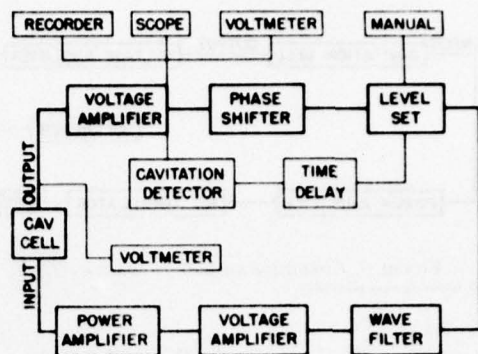 RECORDER
SCOPE
VOLTMETER
MANUAL
VOLTAGE
AMPLIFIER
PHASE
SHIFTER
LEVEL
SET
OUTPUT
CAVITATION
DETECTOR
TIME
DELAY
CAV
CELL
VOLTMETER
INPUT
POWER
AMPLIFIER
VOLTAGE
AMPLIFIER
WAVE
FILTER